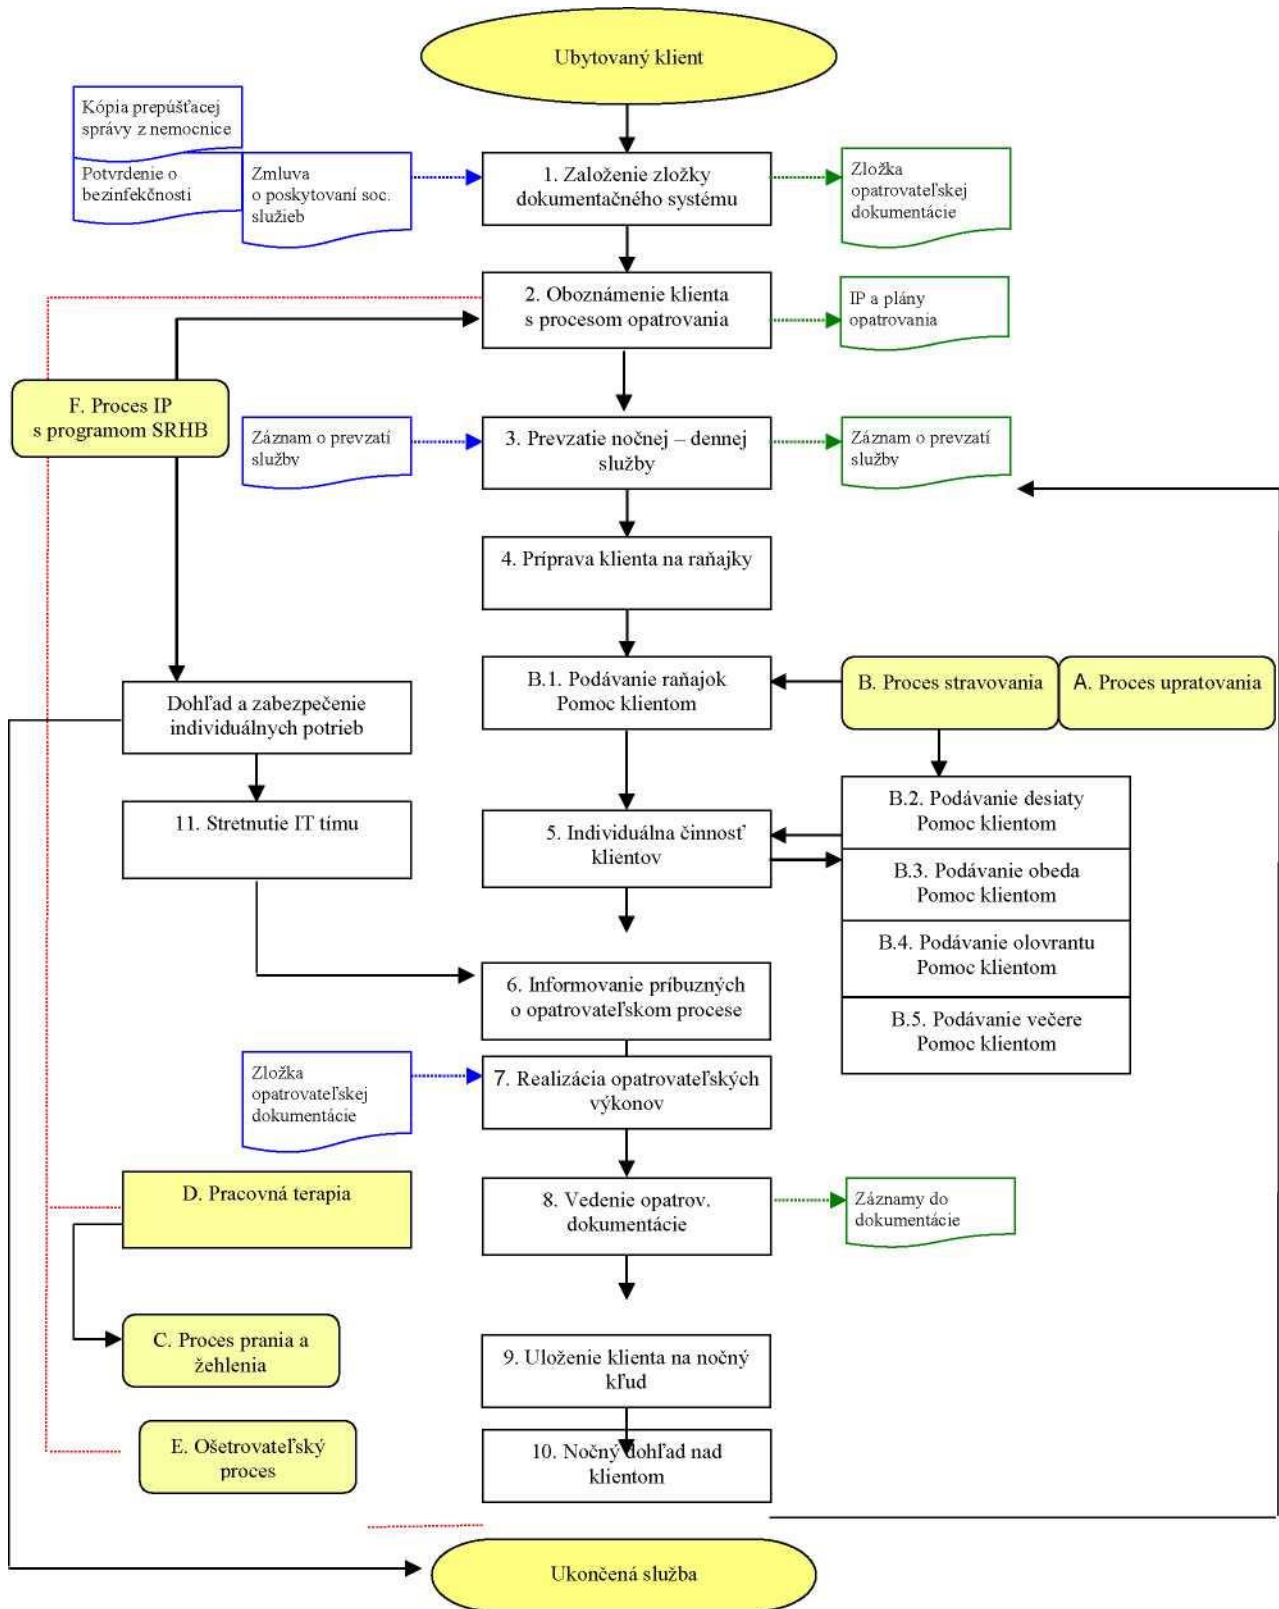 Ubytovaný klient
Kópia prepúšťacej
správy z nemocnice
Potvrdenie o
bezinfekčnosti
Zmluva
o poskytovaní soc.
služieb
1. Založenie zložky
dokumentačného systému
Zložka
opatrovateľskej
dokumentácie
2. Oboznámenie klienta
s procesom opatrovania
IP a plány
opatrovania
F. Proces IP
s programom SRHB
Záznam o prevzatí
služby
3. Prevzatie nočnej – dennej
služby
Záznam o prevzatí
služby
4. Príprava klienta na raňajky
B.1. Podávanie raňajok
Pomoc klientom
B. Proces stravovania
A. Proces upratovania
Dohľad a zabezpečenie
individuálnych potrieb
11. Stretnutie IT tímu
5. Individuálna činnosť
klientov
B.2. Podávanie desiaty
Pomoc klientom
B.3. Podávanie obeda
Pomoc klientom
B.4. Podávanie olovrantu
Pomoc klientom
B.5. Podávanie večere
Pomoc klientom
6. Informovanie príbuzných
o opatrovateľskom procese
Zložka
opatrovateľskej
dokumentácie
7. Realizácia opatrovateľských
výkonov
D. Pracovná terapia
8. Vedenie opatrov.
dokumentácie
Záznamy do
dokumentácie
C. Proces prania a
žehlenia
9. Uloženie klienta na nočný
kľud
E. Ošetrovateľský
proces
10. Nočný dohľad nad
klientom
Ukončená služba